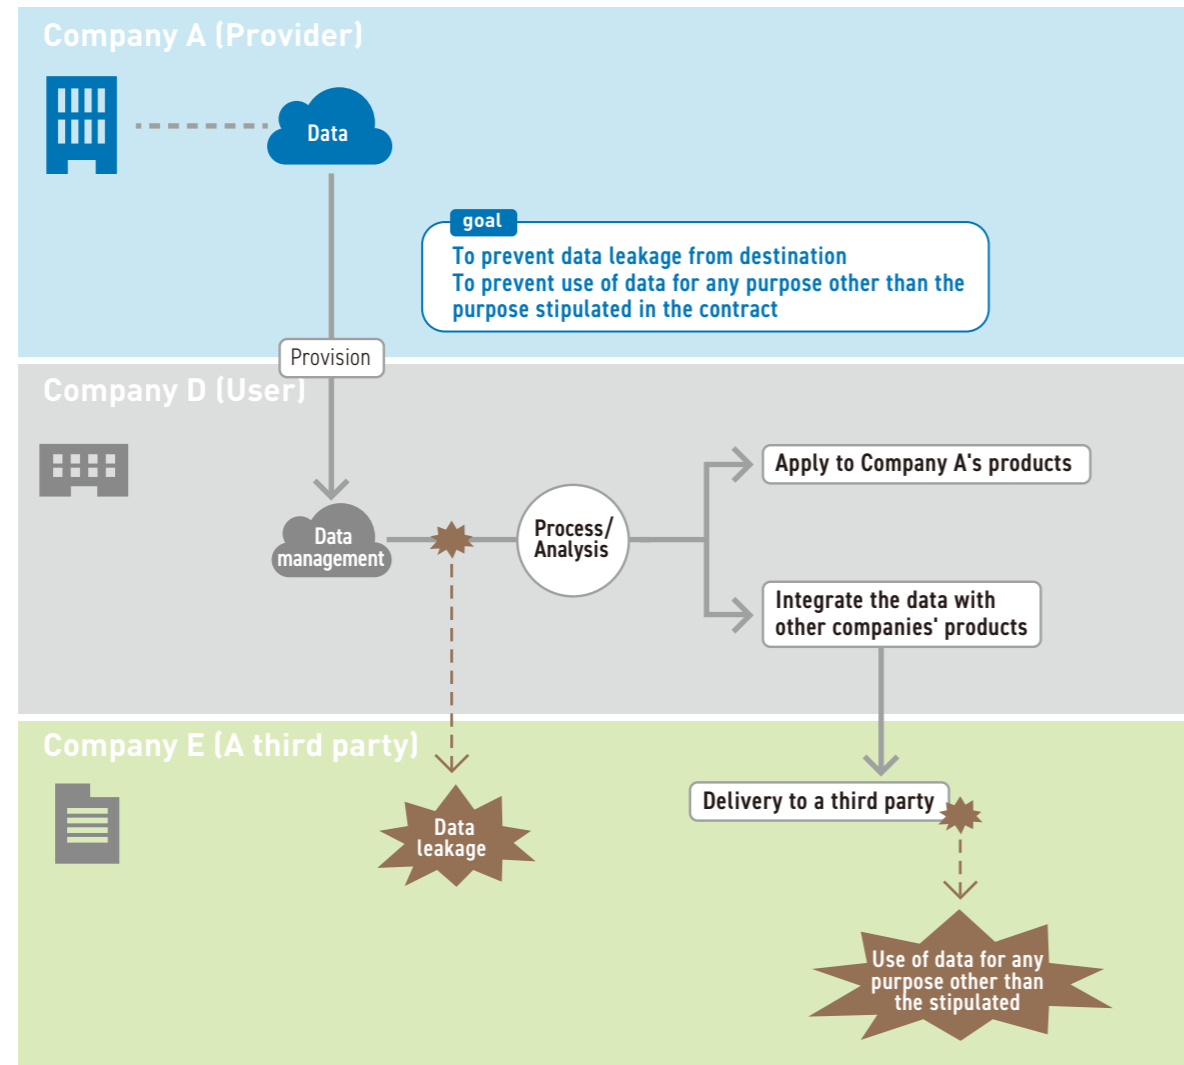 Company A (Provider)
Data
goal
To prevent data leakage from destination
To prevent use of data for any purpose other than the
purpose stipulated in the contract
Provision
Company D (User)
Apply to Company A's products
Data
management
Process/
Analysis
Integrate the data with
other companies' products
Company E (A third party)
Delivery to a third party
Data
leakage
Use of data for any
purpose other than
the stipulated